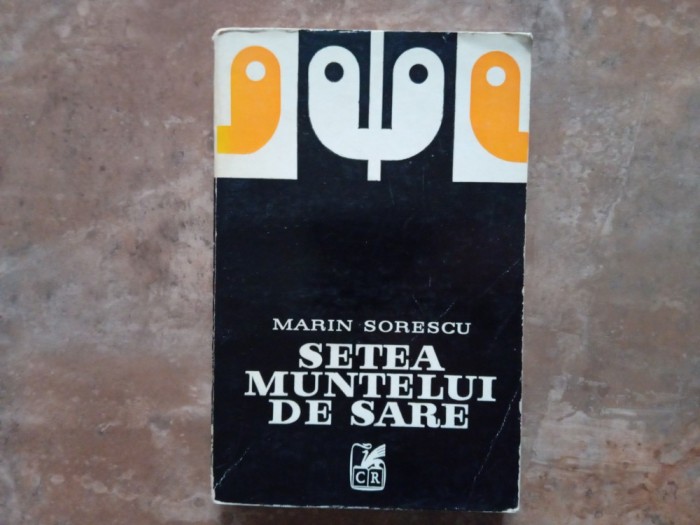 MARIN SORESCU
SETEA
MUNTELUI
DE SARE
CR